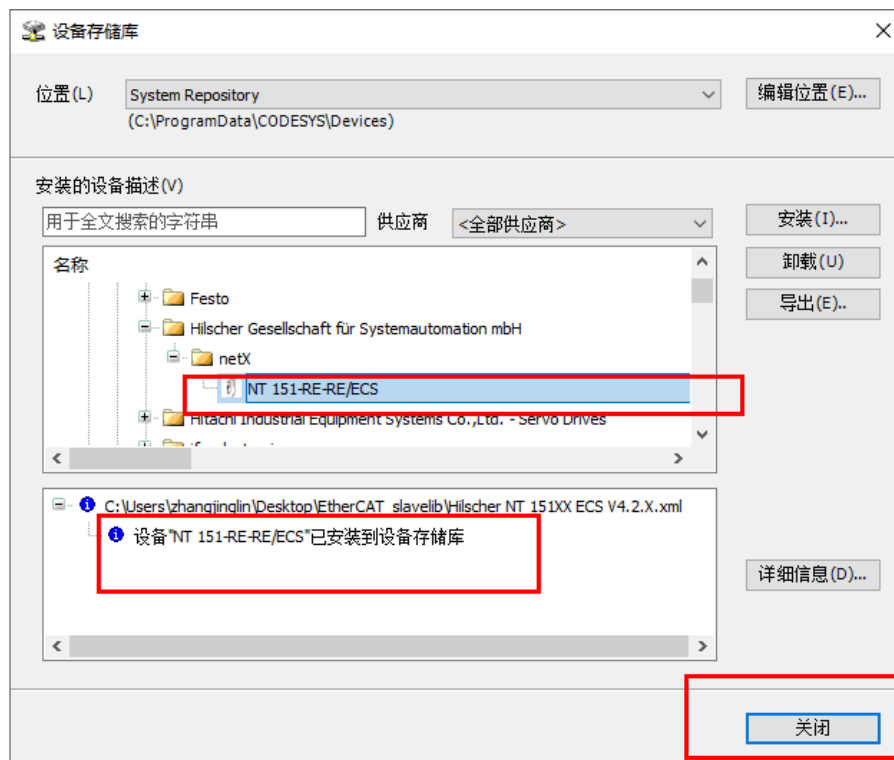 设备存储库
位置(L)
System Repository
编辑位置(E)...
(C:\ProgramData\CODESYS\Devices)
安装的设备描述(V)
用于全文搜索的字符串
供应商
<全部供应商>
安装(I)...
名称
卸载(U)
Festo
导出(E)..
Hilscher Gesellschaft für Systemautomation mbH
netX
NT 151-RE-RE/ECS
Hitachi Industrial Equipment Systems Co.,Ltd. - Servo Drives
C:\Users\zhangjinglin\Desktop\EtherCAT_slavelib\Hilscher NT 151XX ECS V4.2.X.xml
设备"NT 151-RE-RE/ECS"已安装到设备存储库
详细信息(D)...
关闭